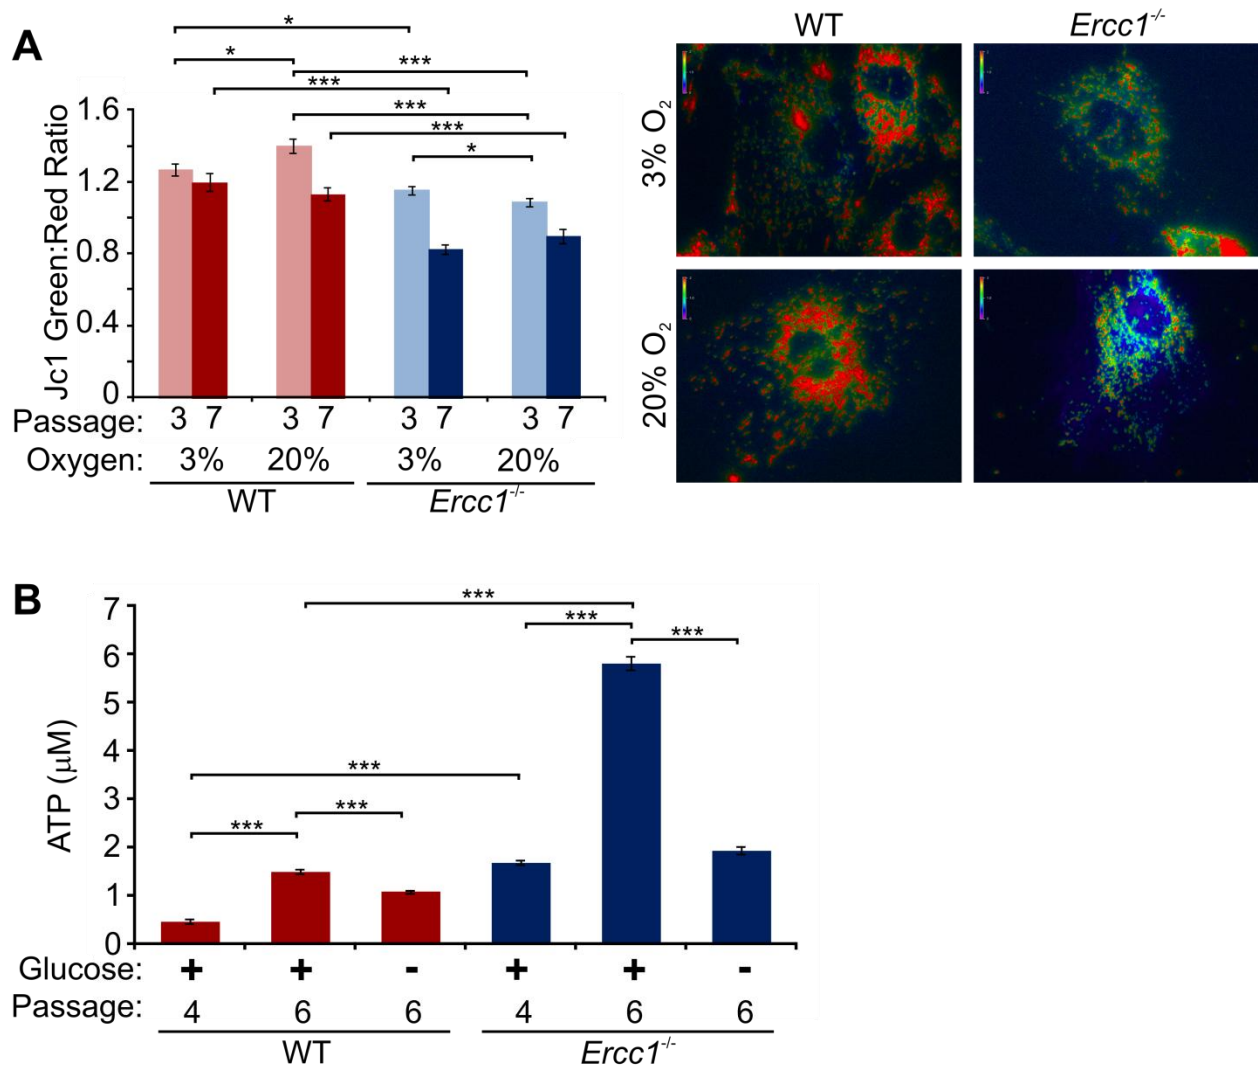 A
WT
Ercc1-/-
*
*
***
***
***
***
*
Jc1 Green:Red Ratio
1.6
1.2
0.8
0.4
0
3% O2
20% O2
Passage: 3 7 3 7 3 7 3 7
Oxygen: 3% 20% 3% 20%
WT
Ercc1-/-
B
***
***
***
***
***
***
ATP (μM)
7
6
5
4
3
2
1
0
Glucose: + + - + + -
Passage: 4 6 6 4 6 6
WT
Ercc1-/-